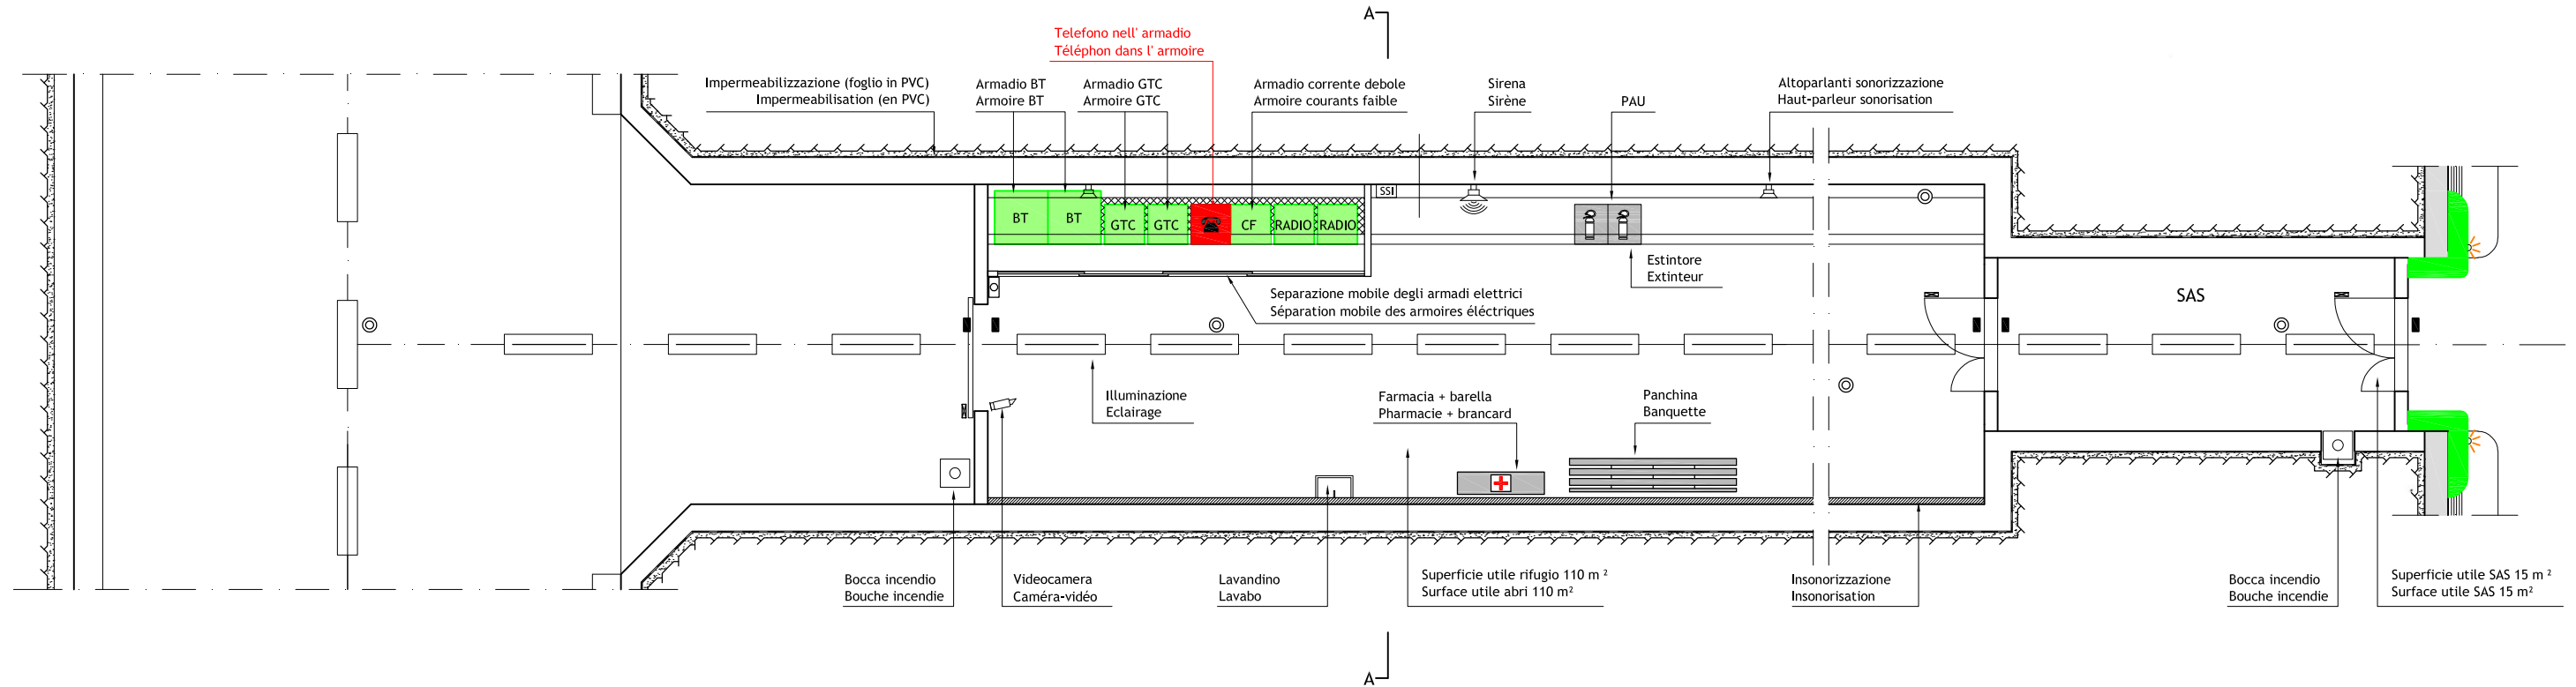 A
Telefono nell' armadio
Téléphon dans l' armoire
Impermeabilizzazione (foglio in PVC)
Impermeabilisation (en PVC)
Armadio BT
Armoire BT
Armadio GTC
Armoire GTC
Armadio corrente debole
Armoire courants faible
Sirena
Sirène
PAU
Altoparlanti sonorizzazione
Haut-parleur sonorisation
SSI
BT
BT
GTC
GTC
CF
RADIO
RADIO
Estintore
Extinteur
Separazione mobile degli armadi elettrici
Séparation mobile des armoires éléctriques
SAS
Illuminazione
Eclairage
Farmacia + barella
Pharmacie + brancard
Panchina
Banquette
Bocca incendio
Bouche incendie
Videocamera
Caméra-vidéo
Lavandino
Lavabo
Superficie utile rifugio 110 m ²
Surface utile abri 110 m²
Insonorizzazione
Insonorisation
Bocca incendio
Bouche incendie
Superficie utile SAS 15 m ²
Surface utile SAS 15 m²
A